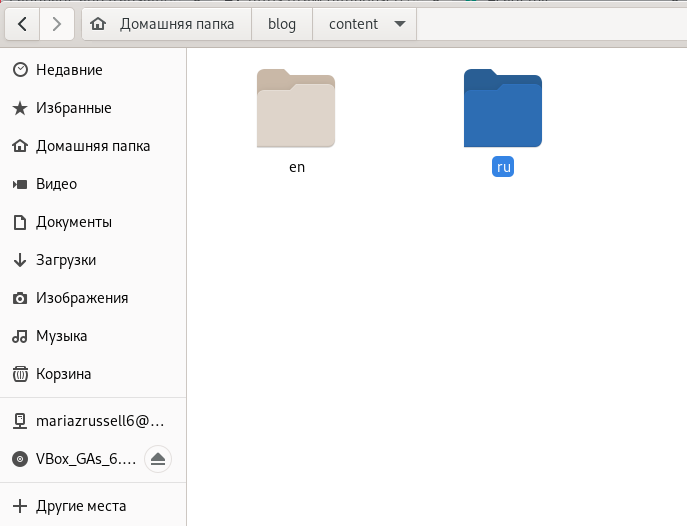 Домашняя папка
blog
content
Недавние
Избранные
Домашняя папка
Видео
Документы
Загрузки
Изображения
Музыка
Корзина
mariazrussell6@...
VBox_GAs_6....
Другие места
en
ru